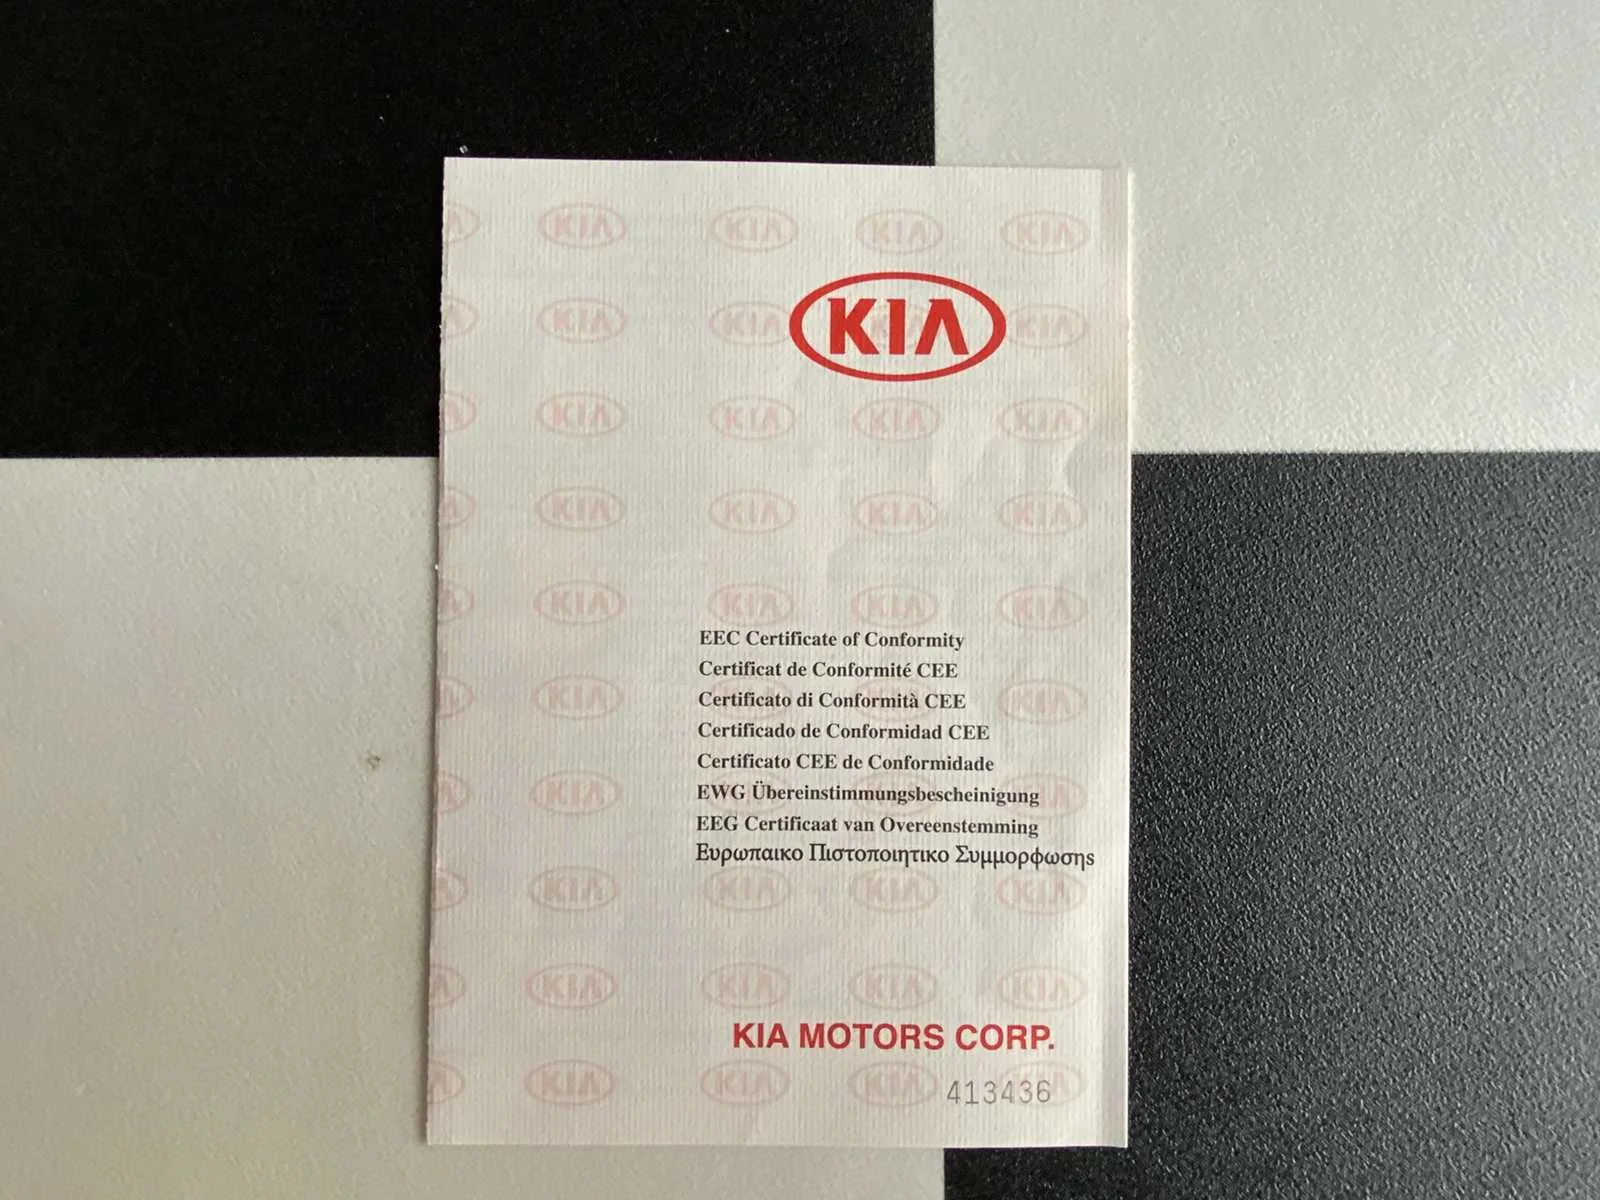 KIA
EEC Certificate of Conformity
Certificat de Conformité CEE
Certificato di Conformità CEE
Certificado de Conformidad CEE
Certificato CEE de Conformidade
EWG Übereinstimmungsbescheinigung
EEG Certificaat van Overeenstemming
Ευρωπαικο Πιστοποιητικο Συμμορφωσης
KIA MOTORS CORP.
413436